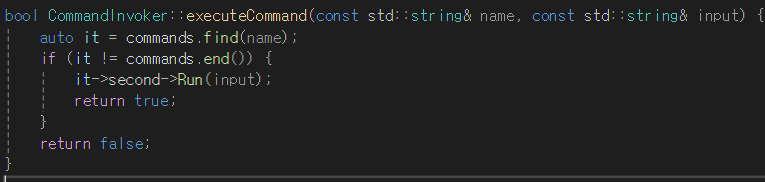 bool CommandInvoker::executeCommand(const std::string& name, const std::string& input) {
    auto it = commands.find(name);
    if (it != commands.end()) {
        it->second->Run(input);
        return true;
    }
    return false;
}